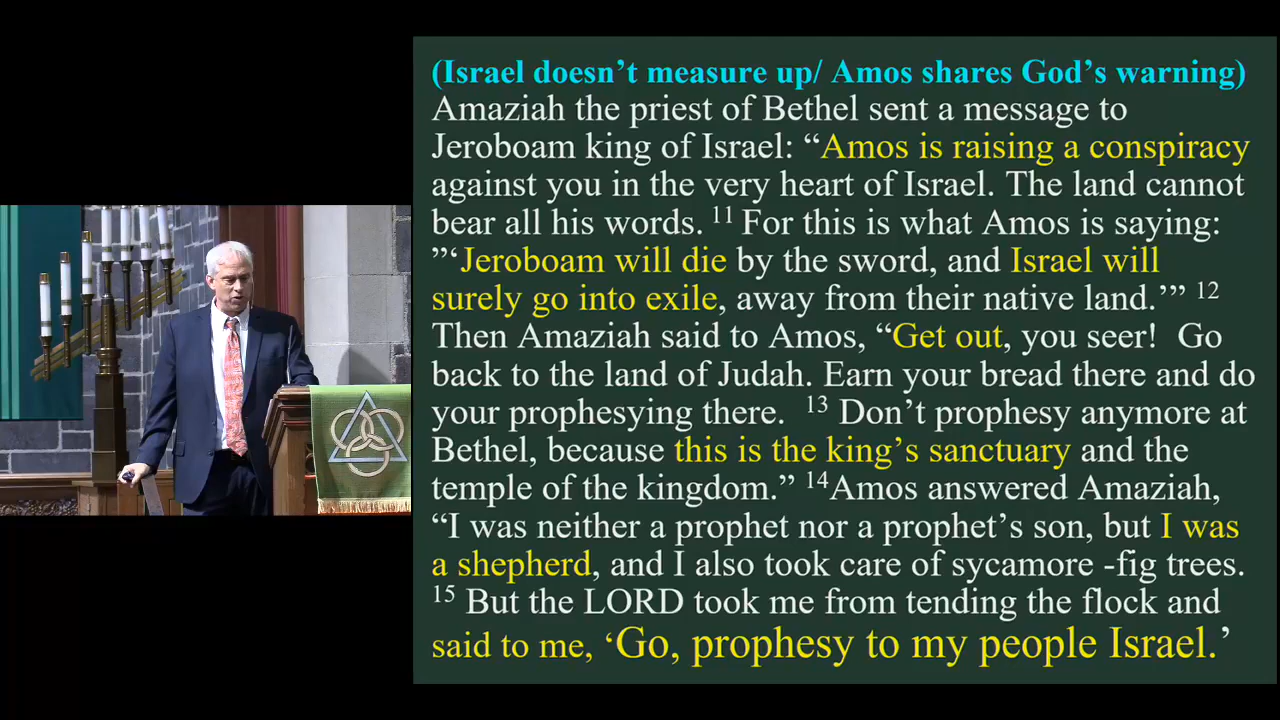 (Israel doesn’t measure up/ Amos shares God’s warning)
Amaziah the priest of Bethel sent a message to
Jeroboam king of Israel: “Amos is raising a conspiracy
against you in the very heart of Israel. The land cannot
bear all his words. 11 For this is what Amos is saying:
”‘Jeroboam will die by the sword, and Israel will
surely go into exile, away from their native land.’” 12
Then Amaziah said to Amos, “Get out, you seer!  Go
back to the land of Judah. Earn your bread there and do
your prophesying there.  13 Don’t prophesy anymore at
Bethel, because this is the king’s sanctuary and the
temple of the kingdom.” 14Amos answered Amaziah,
“I was neither a prophet nor a prophet’s son, but I was
a shepherd, and I also took care of sycamore -fig trees.
15 But the LORD took me from tending the flock and
said to me, ‘Go, prophesy to my people Israel.’